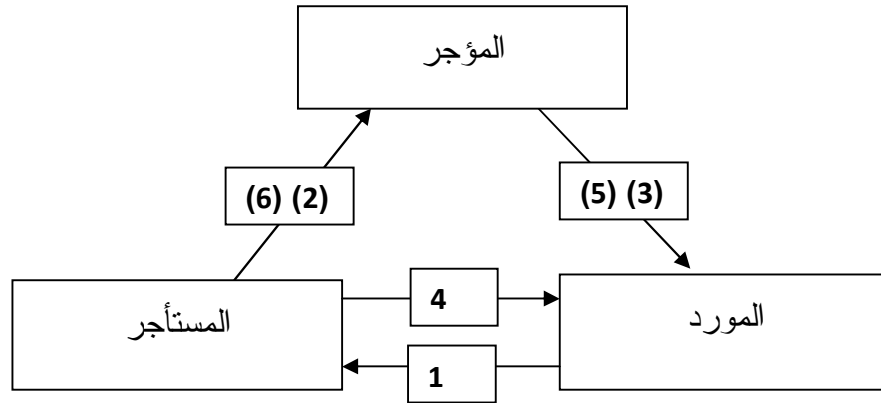 المؤجر
(6) (2)
(5) (3)
المستأجر
4
المورد
1